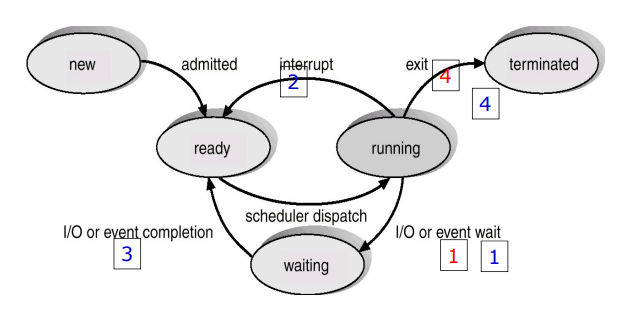 new
admitted
interrupt
2
exit
4
4
terminated
ready
running
scheduler dispatch
I/O or event completion
3
I/O or event wait
1
1
waiting